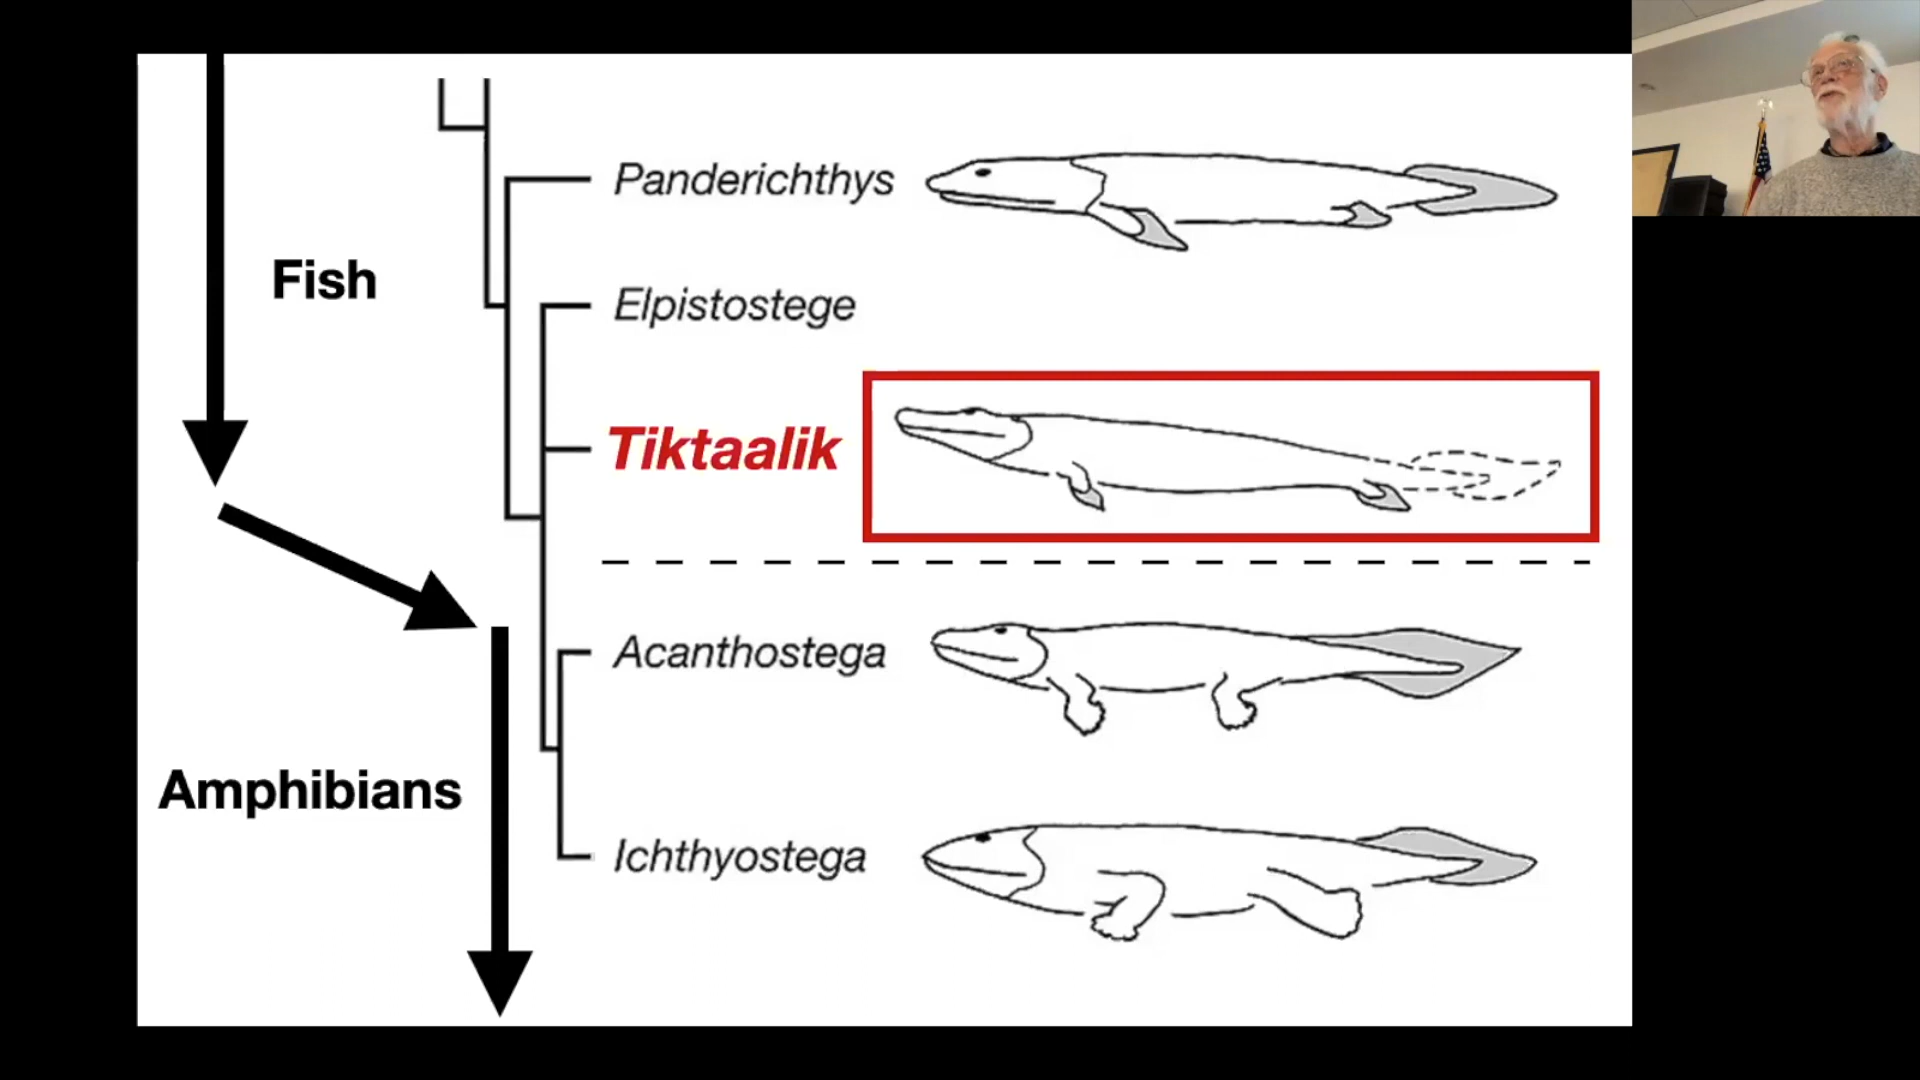 Panderichthys
Fish
Elpistostege
Tiktaalik
Acanthostega
Amphibians
Ichthyostega